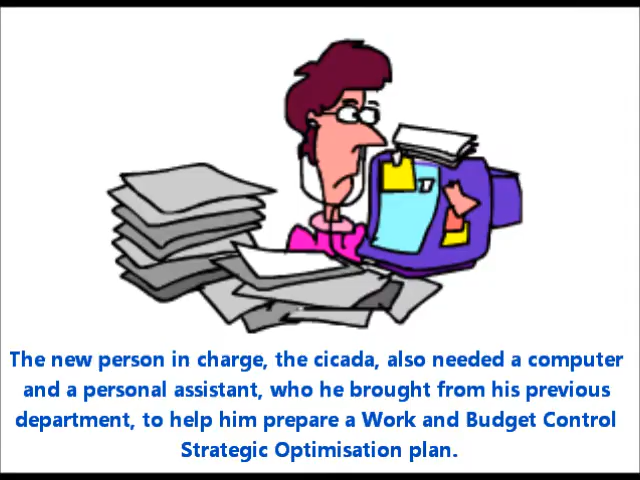 The new person in charge, the cicada, also needed a computer
and a personal assistant, who he brought from his previous
department, to help him prepare a Work and Budget Control
Strategic Optimisation plan.